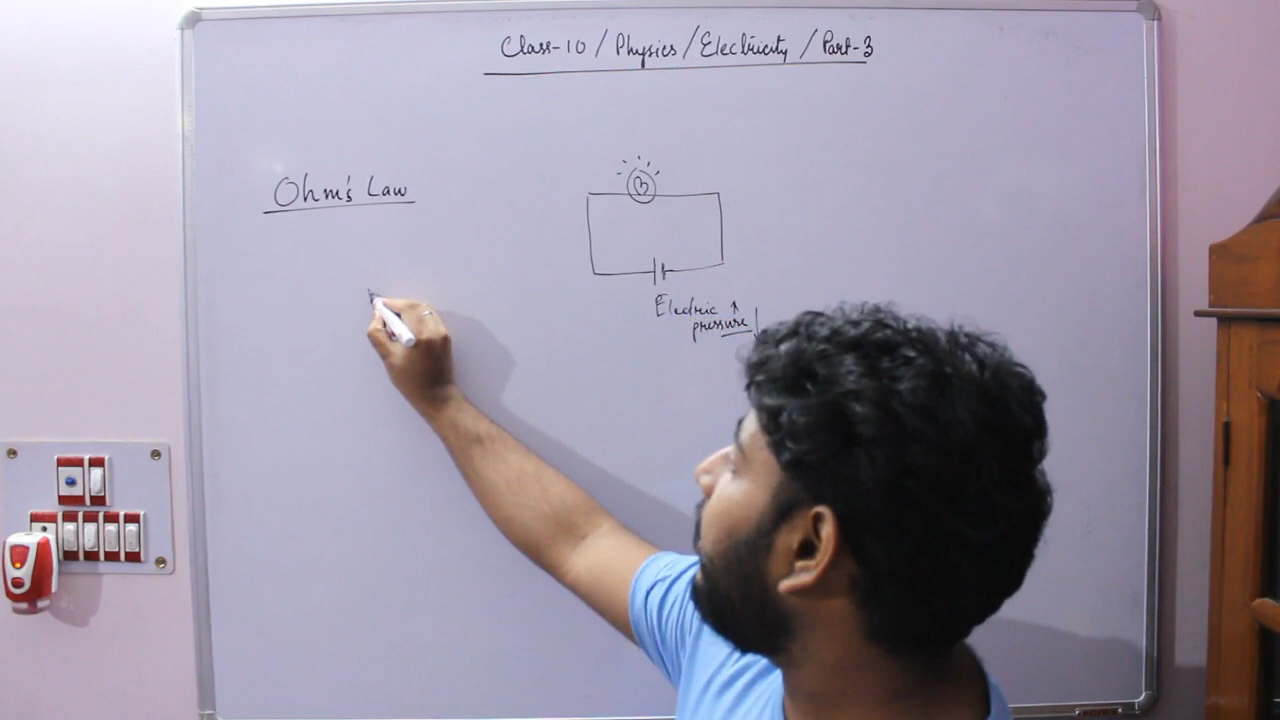 Class-10 / Physics / Electricity / Part-3
Ohm's Law
Electric ↑
pressure ↓